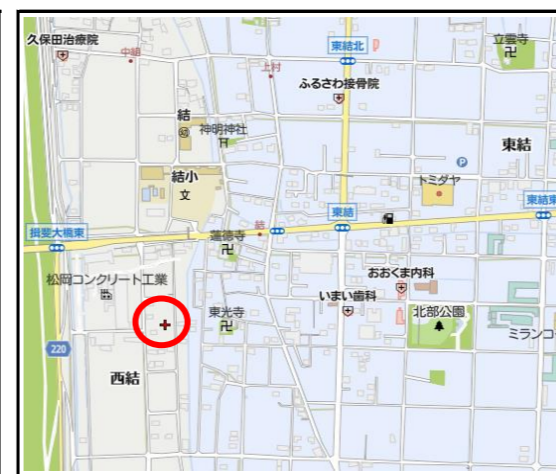 久保田治療院
中組
東結北
立雲寺
上村
ふるさわ接骨院
結
神明神社
東結
結小
文
トミダヤ
東結
東結東
揖斐大橋東
蓮徳寺
結
松岡コンクリート工業
おおくま内科
いまい歯科
東光寺
北部公園
ミランコ
220
西結